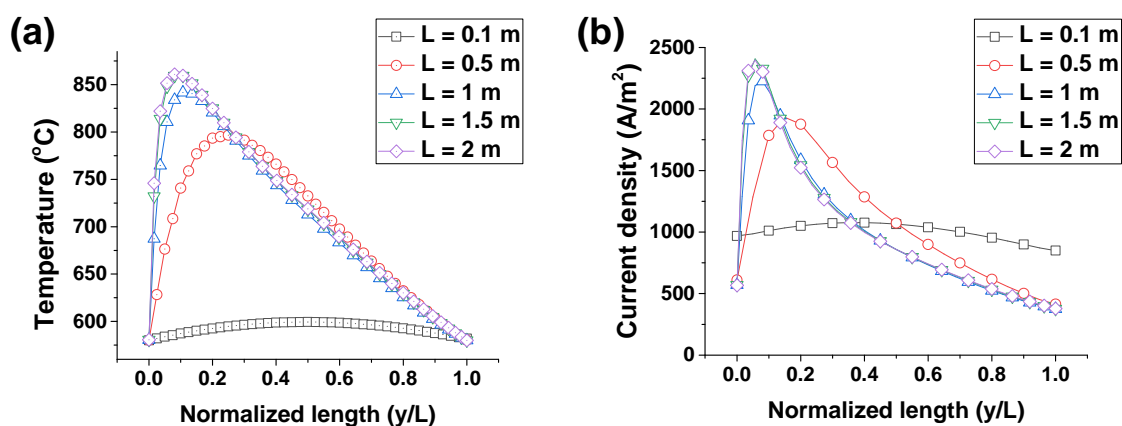 (a)
Temperature (°C)
850
800
750
700
650
600
0.0 0.2 0.4 0.6 0.8 1.0
Normalized length (y/L)
L = 0.1 m
L = 0.5 m
L = 1 m
L = 1.5 m
L = 2 m
(b)
Current density (A/m²)
2500
2000
1500
1000
500
0
0.0 0.2 0.4 0.6 0.8 1.0
Normalized length (y/L)
L = 0.1 m
L = 0.5 m
L = 1 m
L = 1.5 m
L = 2 m